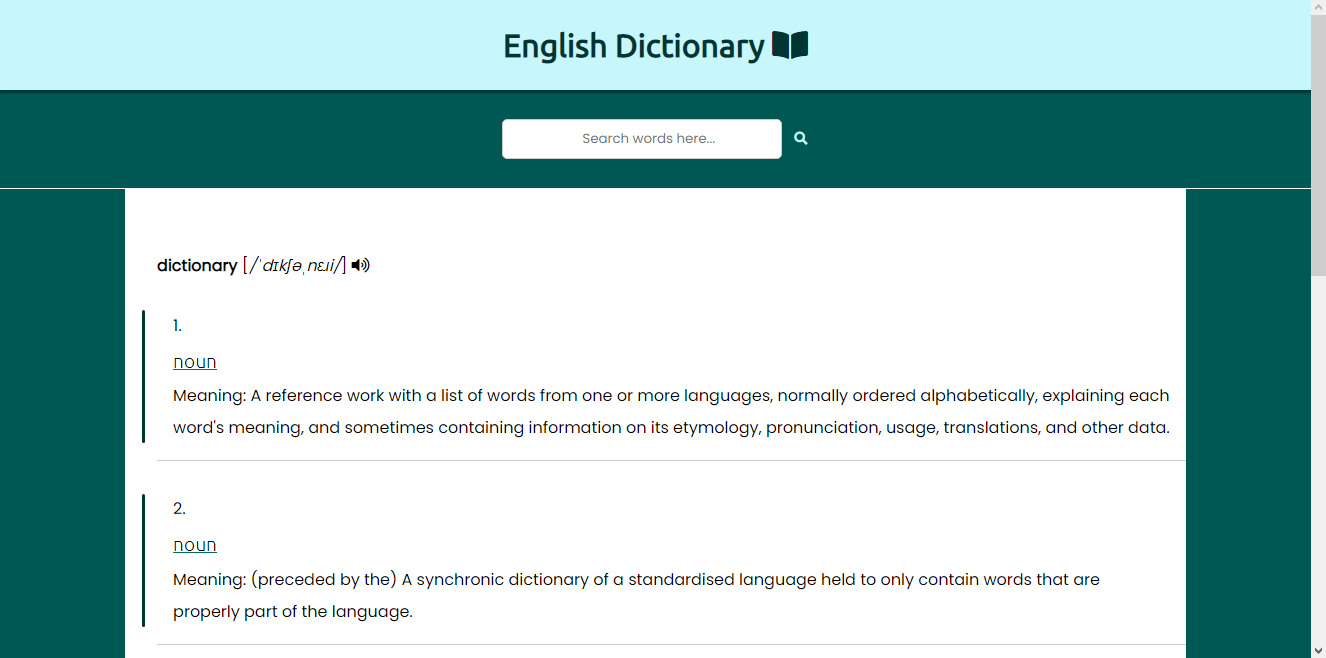 English Dictionary
Search words here...
dictionary [/ˈdɪkʃəˌnɛɹi/]
1.
noun
Meaning: A reference work with a list of words from one or more languages, normally ordered alphabetically, explaining each
word's meaning, and sometimes containing information on its etymology, pronunciation, usage, translations, and other data.
2.
noun
Meaning: (preceded by the) A synchronic dictionary of a standardised language held to only contain words that are
properly part of the language.